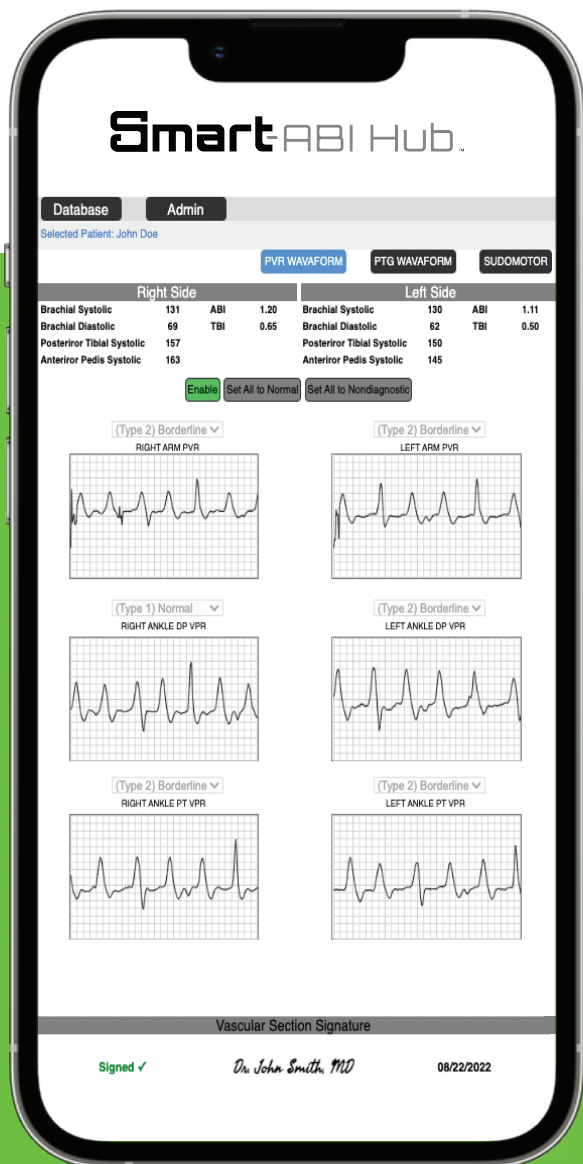 Smart-ABI Hub™
Database Admin
Selected Patient: John Doe
PVR WAVAFORM PTG WAVAFORM SUDOMOTOR
Right Side Left Side
Brachial Systolic 131 ABI 1.20 Brachial Systolic 130 ABI 1.11
Brachial Diastolic 69 TBI 0.65 Brachial Diastolic 62 TBI 0.50
Posteriror Tibial Systolic 157 Posteriror Tibial Systolic 150
Anteriror Pedis Systolic 163 Anteriror Pedis Systolic 145
Enable Set All to Normal Set All to Nondiagnostic
(Type 2) Borderline (Type 2) Borderline
RIGHT ARM PVR LEFT ARM PVR
(Type 1) Normal (Type 2) Borderline
RIGHT ANKLE DP VPR LEFT ANKLE DP VPR
(Type 2) Borderline (Type 2) Borderline
RIGHT ANKLE PT VPR LEFT ANKLE PT VPR
Vascular Section Signature
Signed ✓ Dr. John Smith, MD 08/22/2022